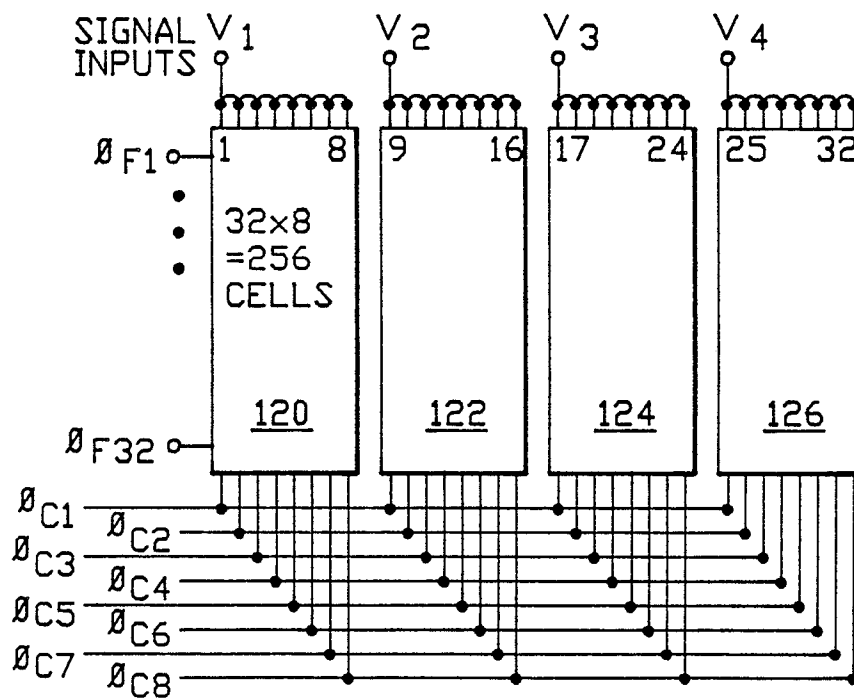 SIGNAL INPUTS
V1 V2 V3 V4
ØF1 1 8 9 16 17 24 25 32
32x8
=256
CELLS
120 122 124 126
ØF32
ØC1
ØC2
ØC3
ØC4
ØC5
ØC6
ØC7
ØC8